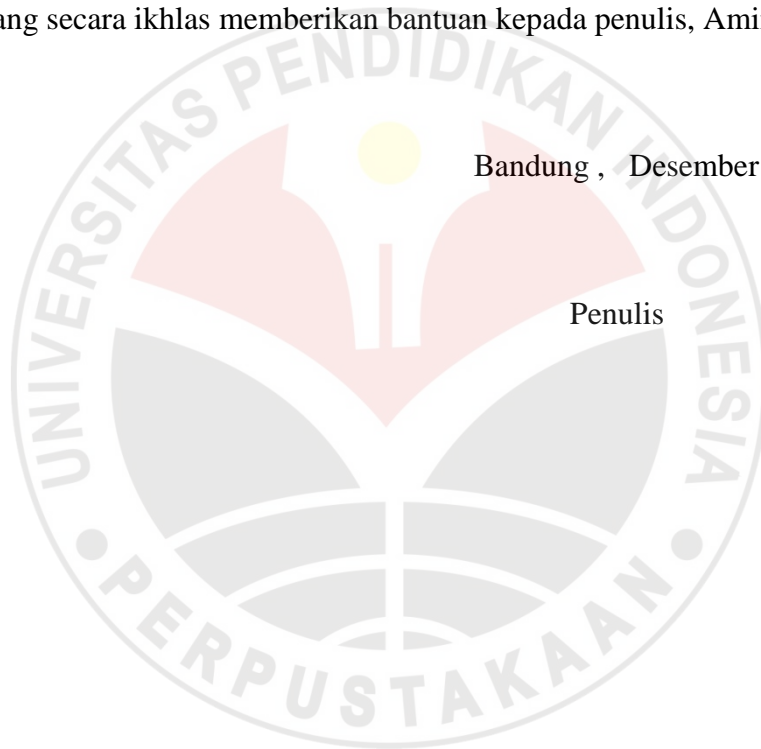 ang secara ikhlas memberikan bantuan kepada penulis, Ami
Bandung , Desember
Penulis
UNIVERSITAS PENDIDIKAN INDONESIA
PERPUSTAKAAN